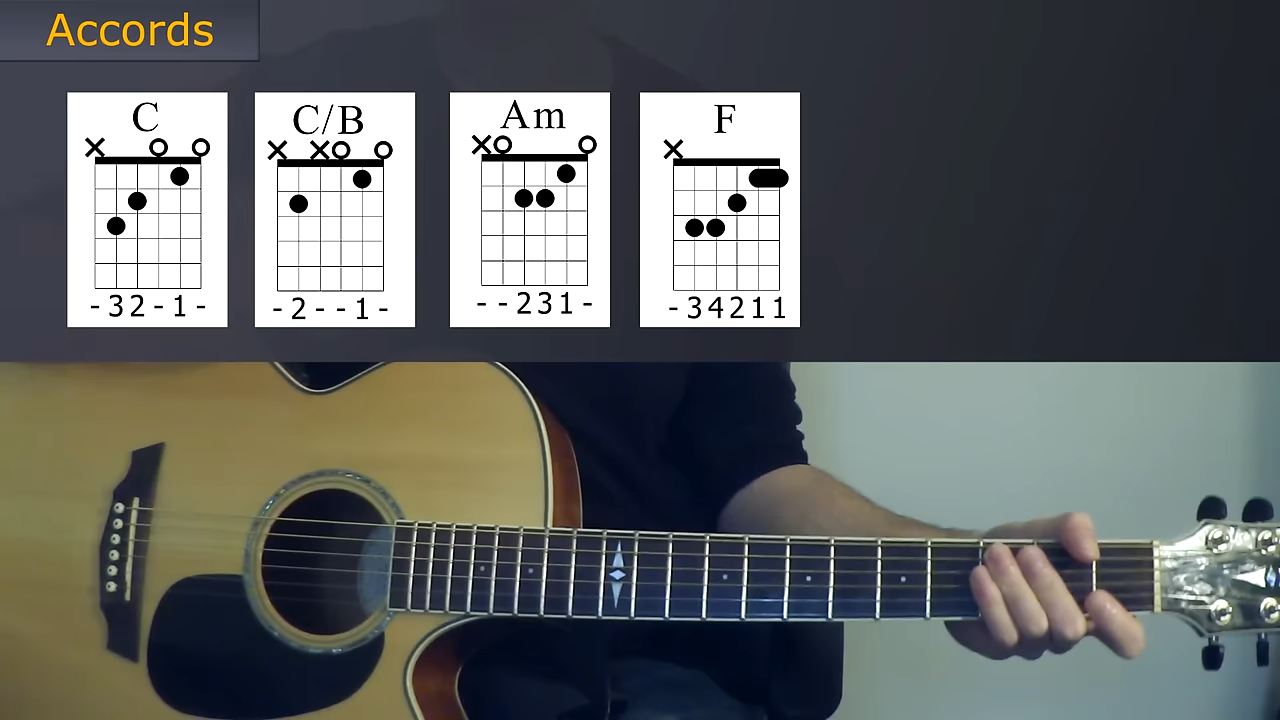 Accords
C
C/B
Am
F
-32-1-
-2--1-
--231-
-34211